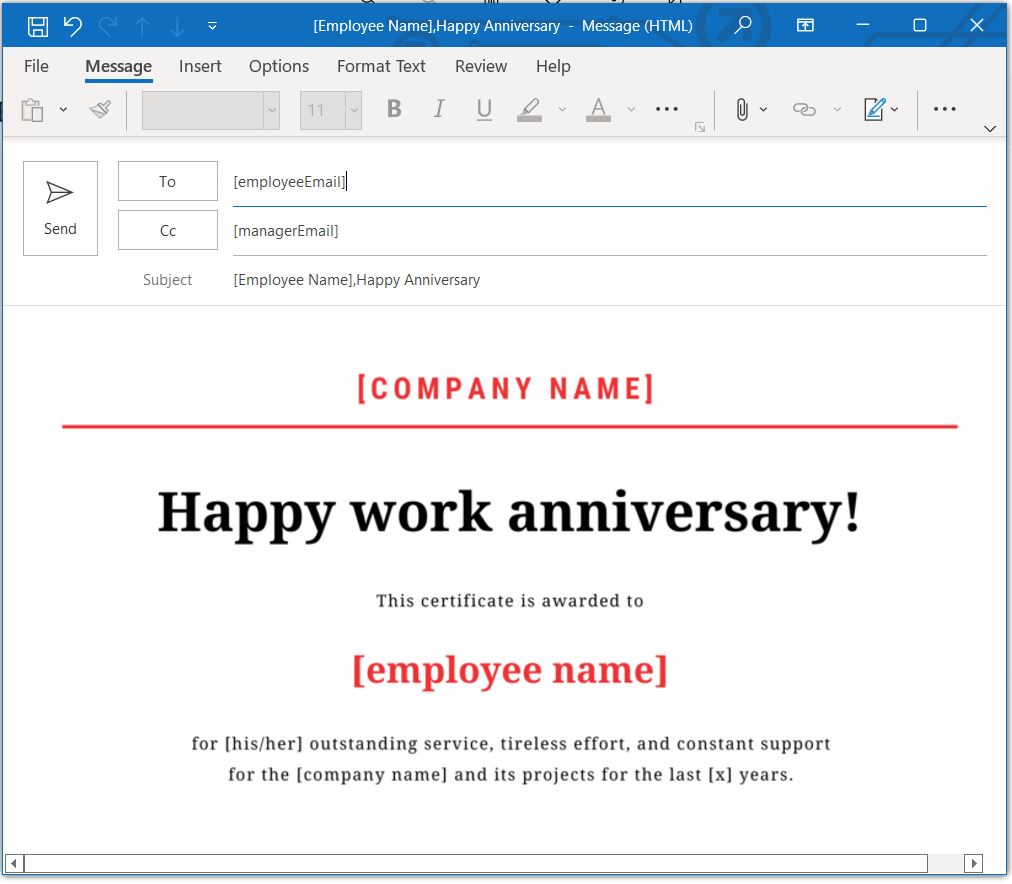 [Employee Name],Happy Anniversary - Message (HTML)
File Message Insert Options Format Text Review Help
11 B I U A
To [employeeEmail]
Send
Cc [managerEmail]
Subject [Employee Name],Happy Anniversary
[COMPANY NAME]
Happy work anniversary!
This certificate is awarded to
[employee name]
for [his/her] outstanding service, tireless effort, and constant support
for the [company name] and its projects for the last [x] years.